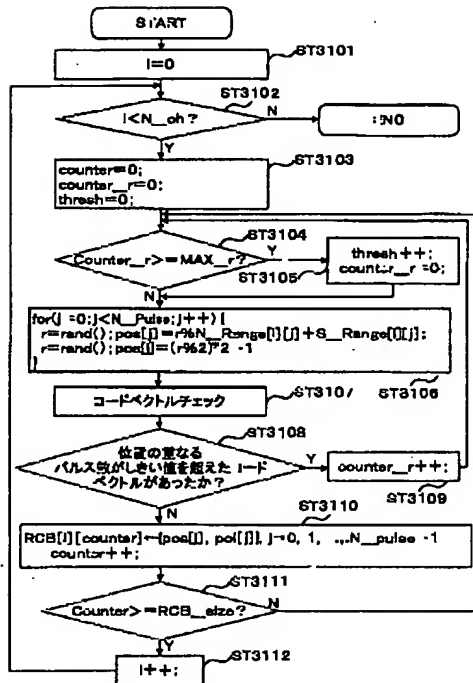 START
ST3101
i=0
ST3102
i<N_ch?
N
END
Y
ST3103
counter=0;
counter_r=0;
thresh=0;
ST3104
Counter_r>=MAX_r?
Y
thresh++;
counter_r=0;
ST3105
N
for(j=0;j<N_Pulse;j++){
r=rand();pos[j]=r%N_Range[i][j]+S_Range[i][j];
r=rand();pos[j]=(r%2)*2 -1
}
ST3106
コードベクトルチェック
ST3107
ST3108
位置の重なる
パルス数がしきい値を超えたコード
ベクトルがあったか?
Y
counter_r++;
ST3109
N
ST3110
RCB[i][counter]←{pos[j], pol[j]}, j=0, 1, ...N_pulse -1
counter++;
ST3111
Counter>=RCB_size?
N
Y
ST3112
i++;